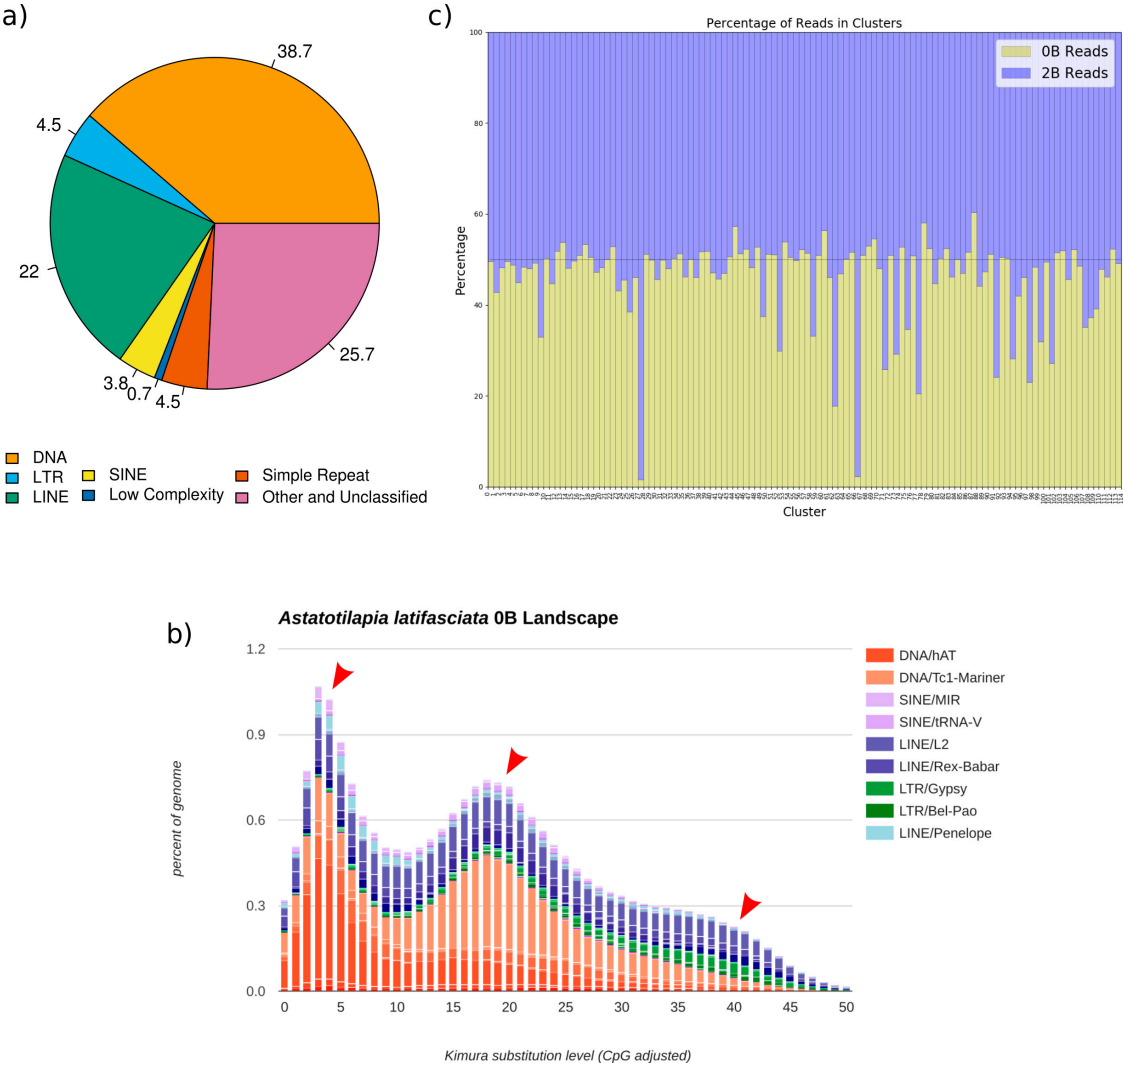 a)
38.7
4.5
22
3.8
0.7
4.5
25.7
DNA
LTR
LINE
SINE
Low Complexity
Simple Repeat
Other and Unclassified
c)
Percentage of Reads in Clusters
0B Reads
2B Reads
100
80
60
40
20
0
Percentage
Cluster
b)
Astatotilapia latifasciata 0B Landscape
1.2
0.9
0.6
0.3
0.0
percent of genome
0 5 10 15 20 25 30 35 40 45 50
Kimura substitution level (CpG adjusted)
DNA/hAT
DNA/Tc1-Mariner
SINE/MIR
SINE/tRNA-V
LINE/L2
LINE/Rex-Babar
LTR/Gypsy
LTR/Bel-Pao
LINE/Penelope